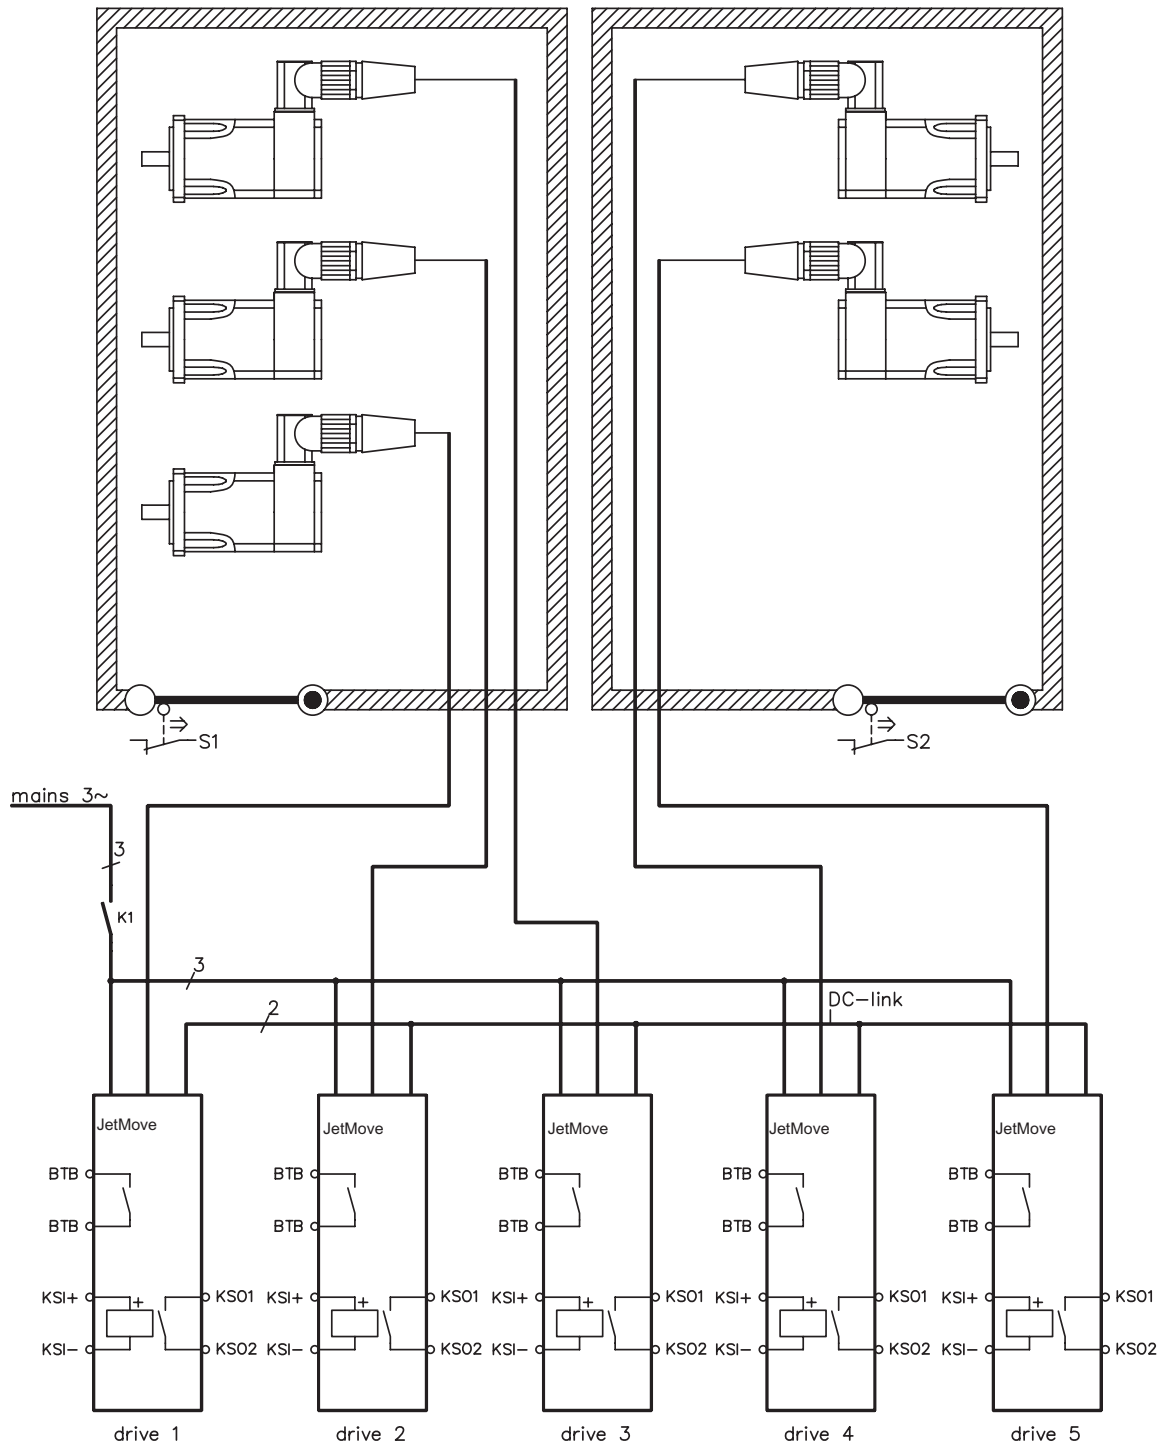 S1
S2
mains 3~
3
K1
3
2
DC-link
JetMove
JetMove
JetMove
JetMove
JetMove
BTB
BTB
BTB
BTB
BTB
BTB
BTB
BTB
BTB
BTB
KSI+
+
KSO1
KSI+
+
KSO1
KSI+
+
KSO1
KSI+
+
KSO1
KSI+
+
KSO1
KSI-
KSO2
KSI-
KSO2
KSI-
KSO2
KSI-
KSO2
KSI-
KSO2
drive 1
drive 2
drive 3
drive 4
drive 5